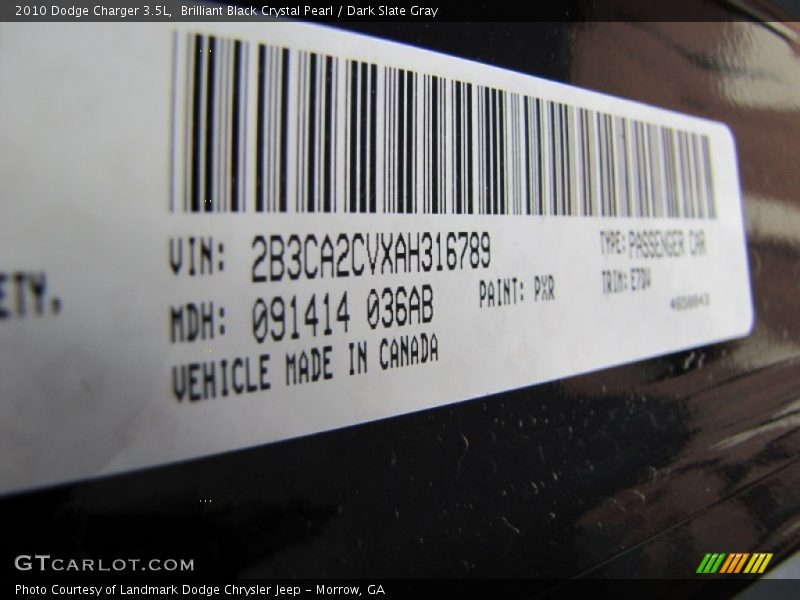 2010 Dodge Charger 3.5L, Brilliant Black Crystal Pearl / Dark Slate Gray
VIN: 2B3CA2CVXAH316789
TYPE: PASSENGER CAR
ETY.
MDH: 091414 036AB
PAINT: PXR
TRIM: E7DV
VEHICLE MADE IN CANADA
GTCARLOT.COM
Photo Courtesy of Landmark Dodge Chrysler Jeep – Morrow, GA